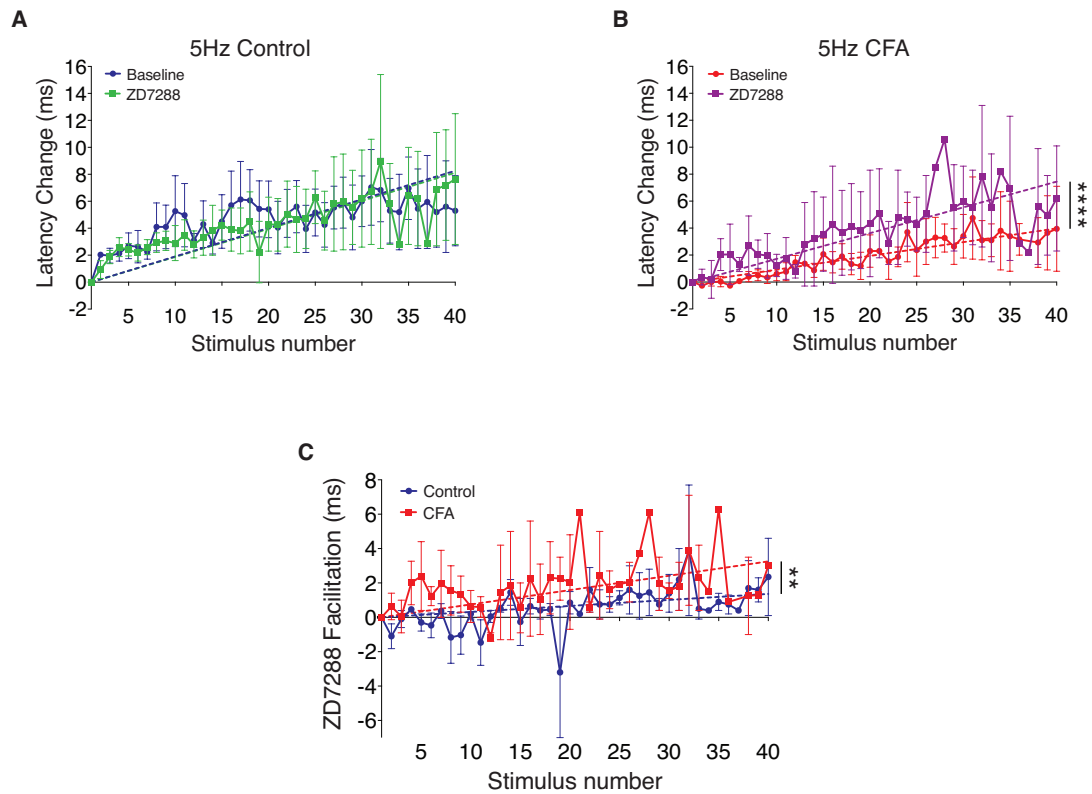 A
5Hz Control
Latency Change (ms)
16
14
12
10
8
6
4
2
0
-2
Baseline
ZD7288
5 10 15 20 25 30 35 40
Stimulus number
B
5Hz CFA
Latency Change (ms)
16
14
12
10
8
6
4
2
0
-2
Baseline
ZD7288
****
5 10 15 20 25 30 35 40
Stimulus number
C
ZD7288 Facilitation (ms)
8
6
4
2
0
-2
-4
-6
Control
CFA
**
5 10 15 20 25 30 35 40
Stimulus number